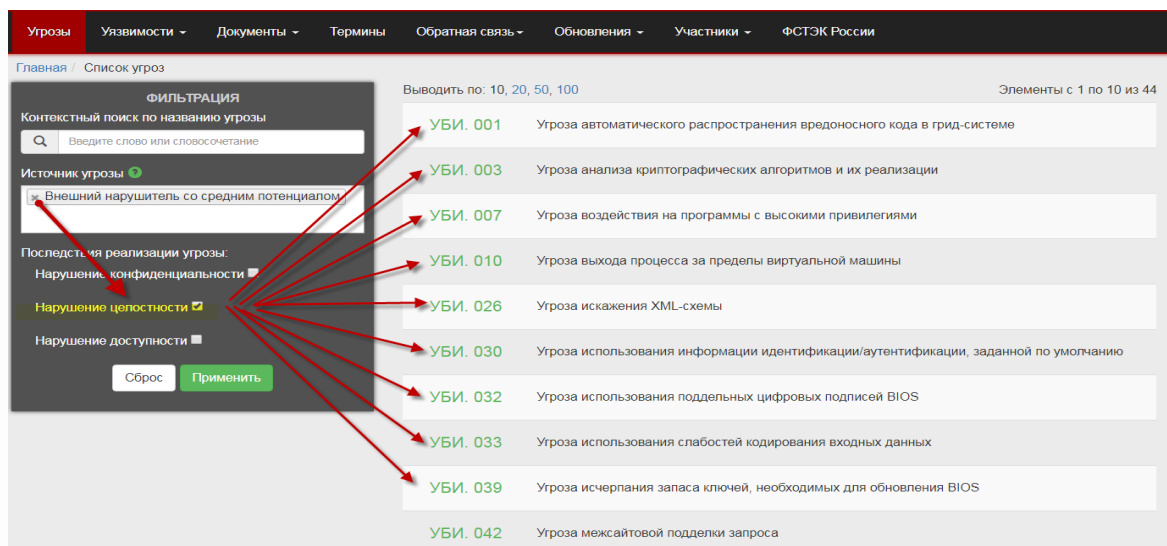 Угрозы Уязвимости Документы Термины Обратная связь Обновления Участники ФСТЭК России
Главная / Список угроз
ФИЛЬТРАЦИЯ
Контекстный поиск по названию угрозы
Введите слово или словосочетание
Источник угрозы ?
× Внешний нарушитель со средним потенциалом
Последствия реализации угрозы:
Нарушение конфиденциальности
Нарушение целостности
Нарушение доступности
Сброс Применить
Выводить по: 10, 20, 50, 100 Элементы с 1 по 10 из 44
УБИ. 001 Угроза автоматического распространения вредоносного кода в грид-системе
УБИ. 003 Угроза анализа криптографических алгоритмов и их реализации
УБИ. 007 Угроза воздействия на программы с высокими привилегиями
УБИ. 010 Угроза выхода процесса за пределы виртуальной машины
УБИ. 026 Угроза искажения XML-схемы
УБИ. 030 Угроза использования информации идентификации/аутентификации, заданной по умолчанию
УБИ. 032 Угроза использования поддельных цифровых подписей BIOS
УБИ. 033 Угроза использования слабостей кодирования входных данных
УБИ. 039 Угроза исчерпания запаса ключей, необходимых для обновления BIOS
УБИ. 042 Угроза межсайтовой подделки запроса